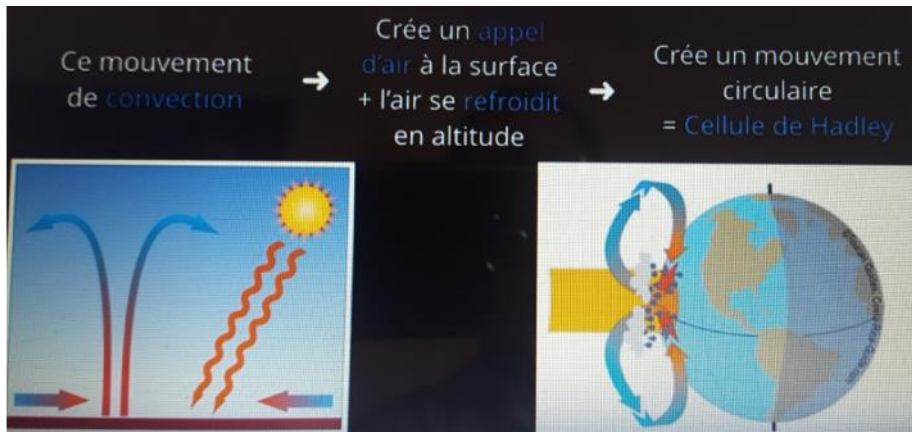 Ce mouvement
de convection
➜
Crée un appel
d'air à la surface
+ l'air se refroidit
en altitude
➜
Crée un mouvement
circulaire
= Cellule de Hadley